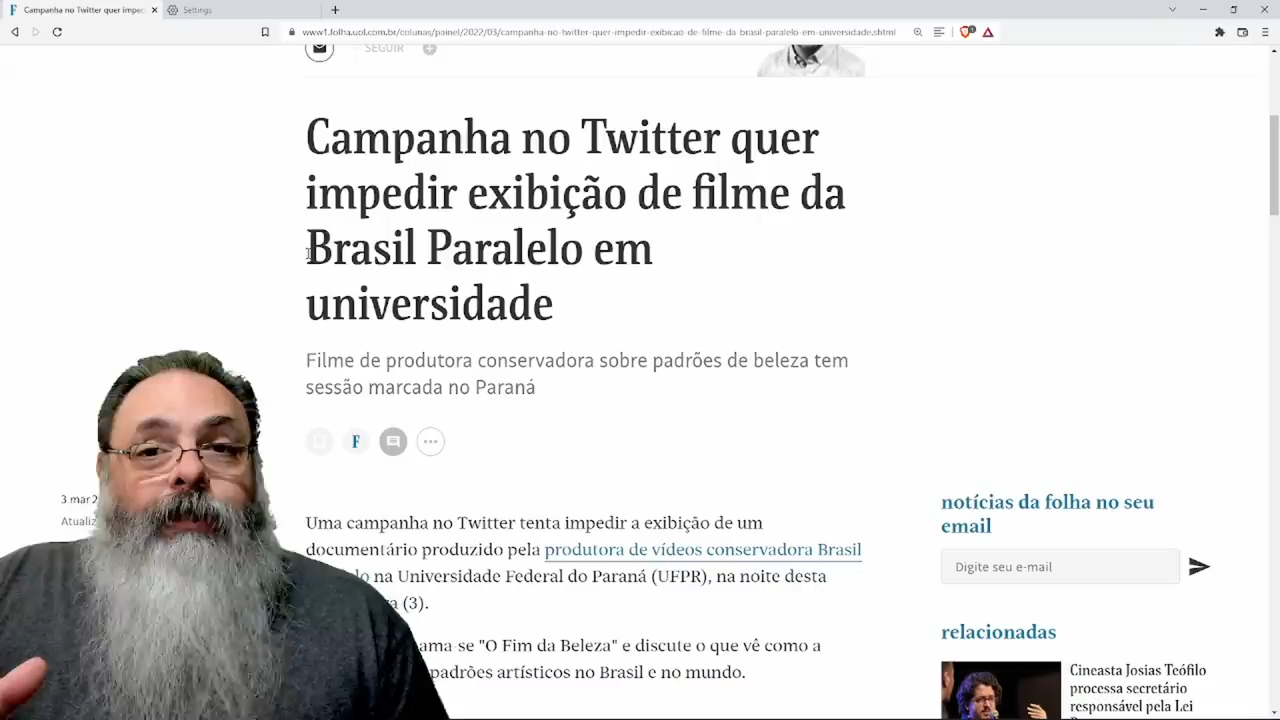 Campanha no Twitter quer impe
Settings
www1.folha.uol.com.br/colunas/painel/2022/03/campanha-no-twitter-quer-impedir-exibicao-de-filme-da-brasil-paralelo-em-universidade.shtml
SEGUIR
Campanha no Twitter quer
impedir exibição de filme da
Brasil Paralelo em
universidade
Filme de produtora conservadora sobre padrões de beleza tem
sessão marcada no Paraná
F
3 mar 2
Atualiz
Uma campanha no Twitter tenta impedir a exibição de um
documentário produzido pela produtora de vídeos conservadora Brasil
na Universidade Federal do Paraná (UFPR), na noite desta
(3).
ama-se "O Fim da Beleza" e discute o que vê como a
padrões artísticos no Brasil e no mundo.
notícias da folha no seu
email
Digite seu e-mail
relacionadas
Cineasta Josias Teófilo
processa secretário
responsável pela Lei